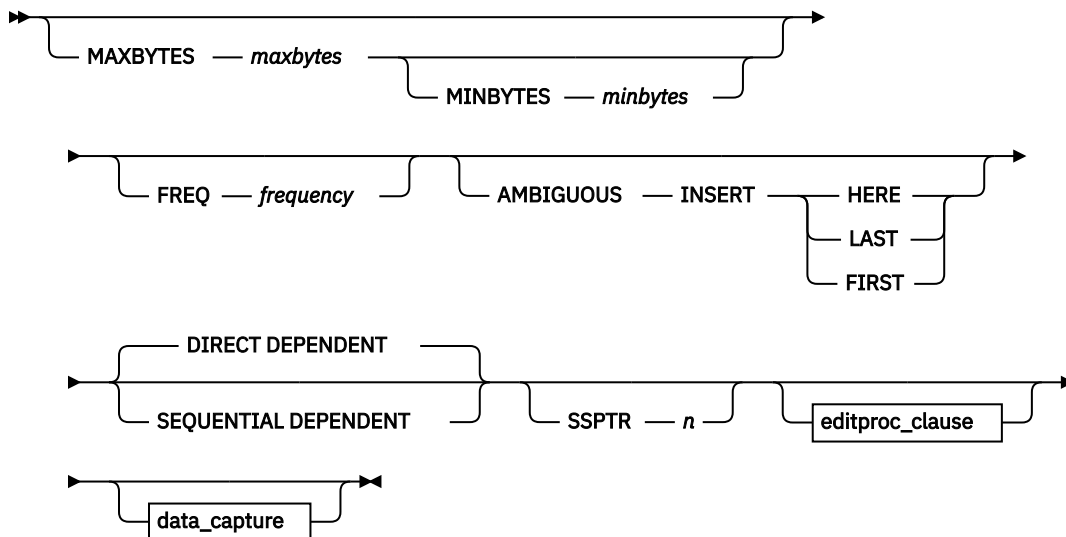 MAXBYTES maxbytes
MINBYTES minbytes
FREQ frequency AMBIGUOUS INSERT HERE
LAST
FIRST
DIRECT DEPENDENT
SEQUENTIAL DEPENDENT SSPTR n editproc_clause
data_capture